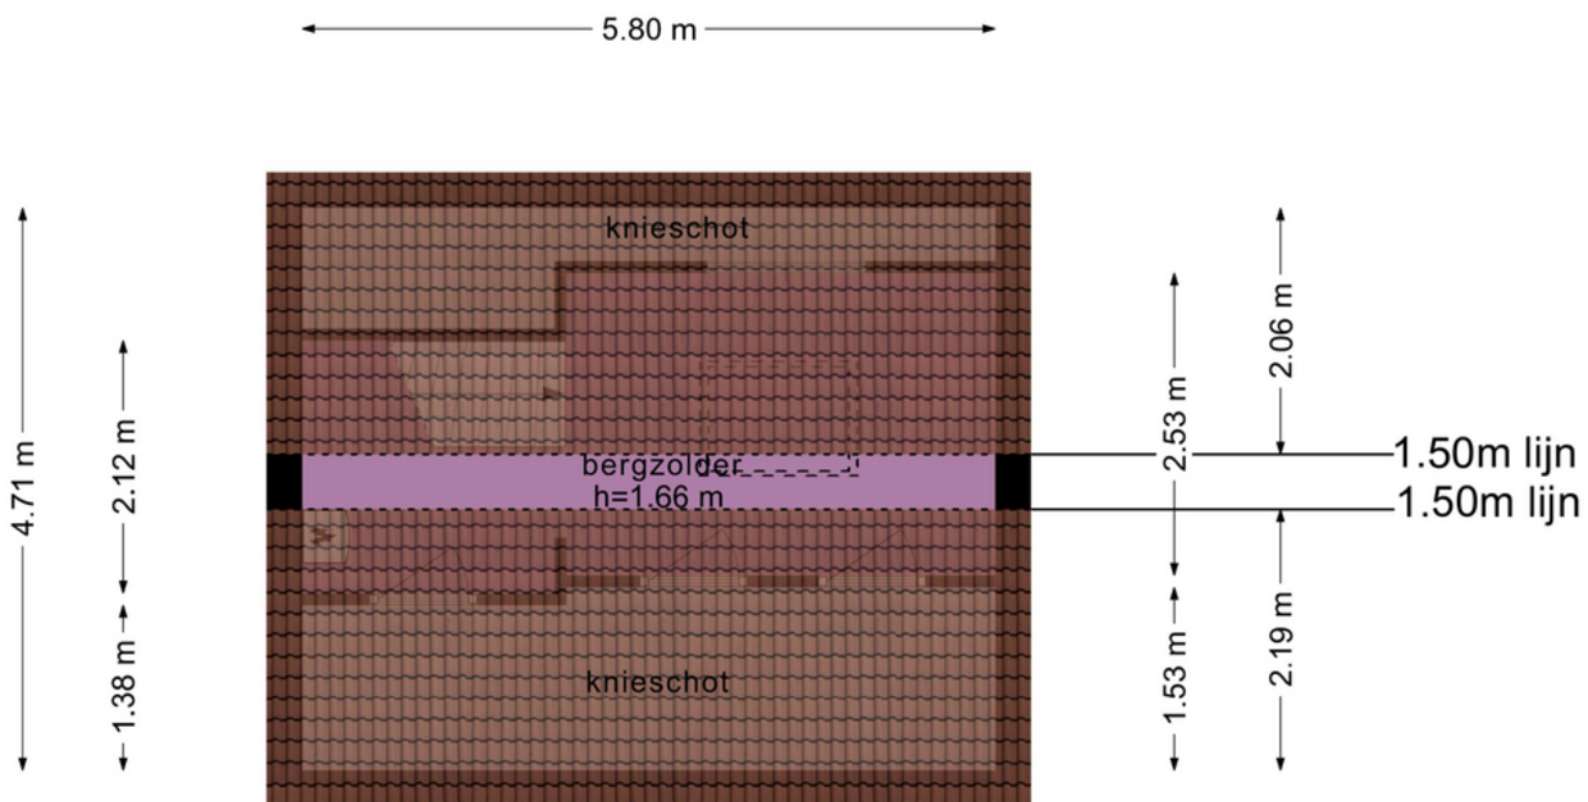 5.80 m
knieschot
4.71 m
2.12 m
1.38 m
bergzolder
h=1.66 m
2.53 m
2.06 m
1.50m lijn
1.50m lijn
1.53 m
2.19 m
knieschot